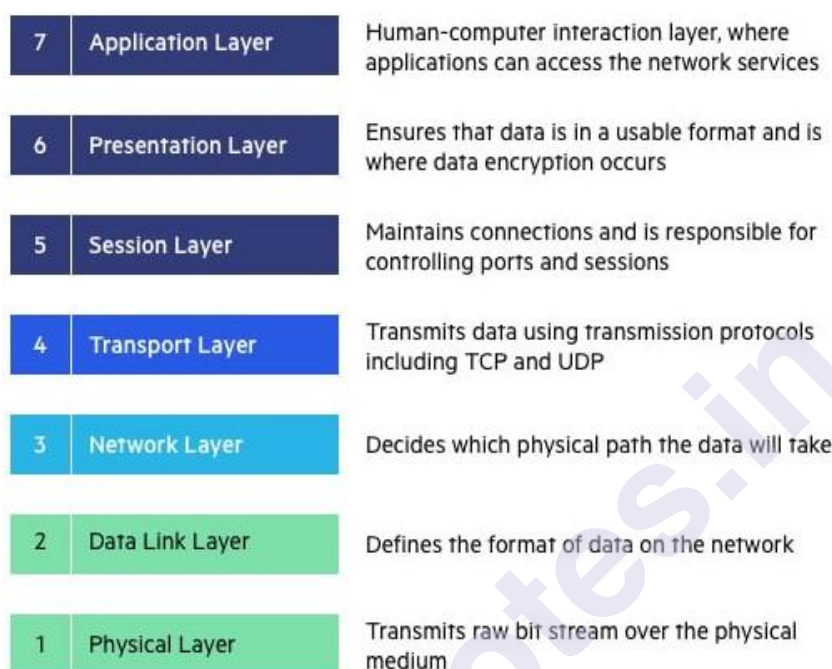 7 Application Layer
Human-computer interaction layer, where
applications can access the network services
6 Presentation Layer
Ensures that data is in a usable format and is
where data encryption occurs
5 Session Layer
Maintains connections and is responsible for
controlling ports and sessions
4 Transport Layer
Transmits data using transmission protocols
including TCP and UDP
3 Network Layer
Decides which physical path the data will take
2 Data Link Layer
Defines the format of data on the network
1 Physical Layer
Transmits raw bit stream over the physical
medium